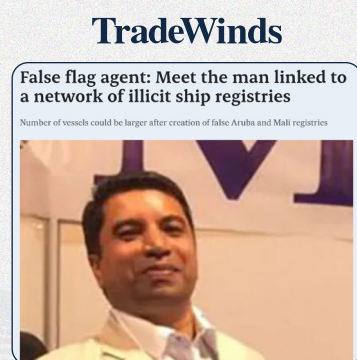 TradeWinds
False flag agent: Meet the man linked to
a network of illicit ship registries
Number of vessels could be larger after creation of false Aruba and Mali registries